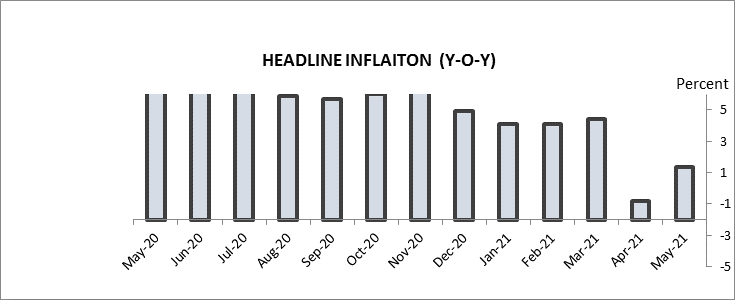 HEADLINE INFLAITON (Y-O-Y)
Percent
5
3
1
-1
-3
-5
May-20
Jun-20
Jul-20
Aug-20
Sep-20
Oct-20
Nov-20
Dec-20
Jan-21
Feb-21
Mar-21
Apr-21
May-21